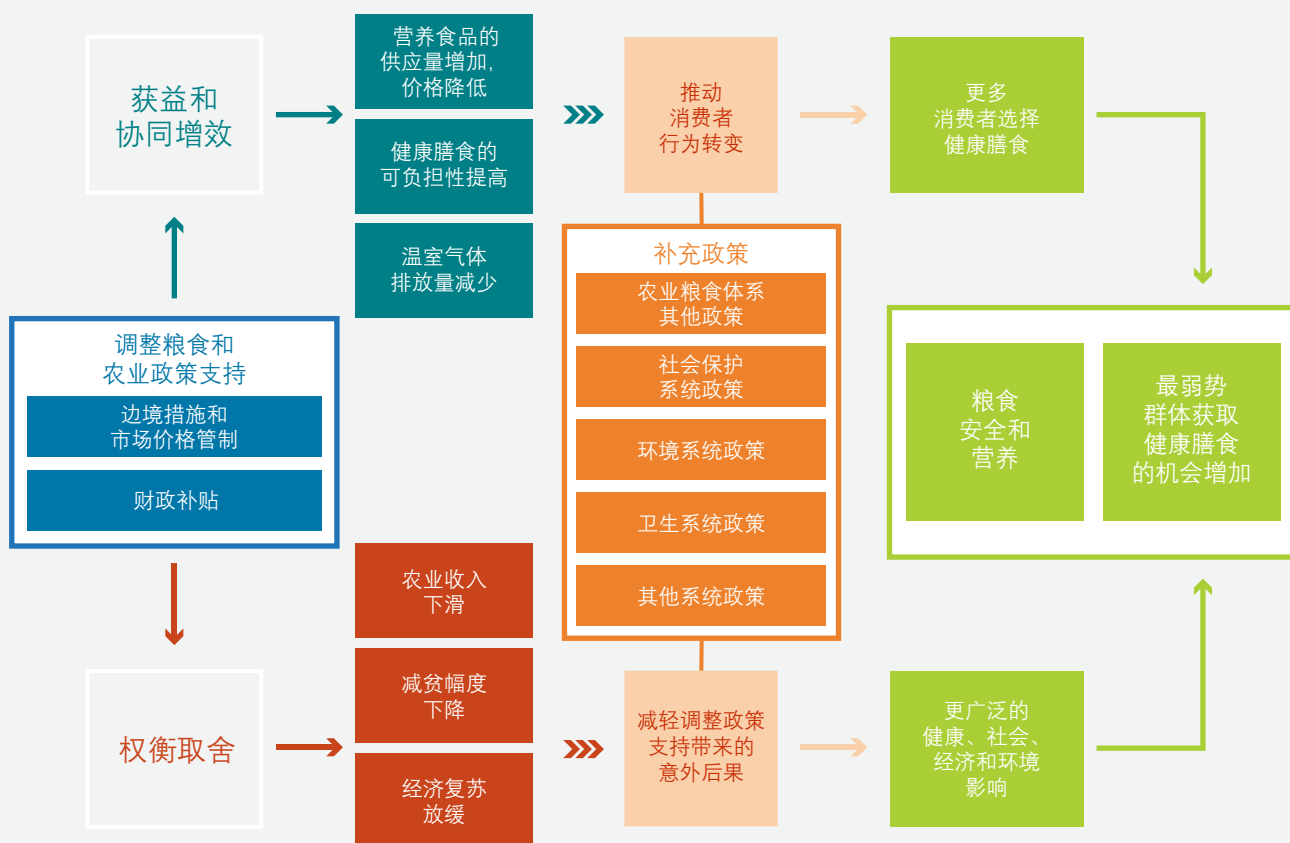 获益和
协同增效
营养食品的
供应量增加,
价格降低
健康膳食的
可负担性提高
温室气体
排放量减少
推动
消费者
行为转变
更多
消费者选择
健康膳食
调整粮食和
农业政策支持
边境措施和
市场价格管制
财政补贴
补充政策
农业粮食体系
其他政策
社会保护
系统政策
环境系统政策
卫生系统政策
其他系统政策
粮食
安全和
营养
最弱势
群体获取
健康膳食
的机会增加
权衡取舍
农业收入
下滑
减贫幅度
下降
经济复苏
放缓
减轻调整政策
支持带来的
意外后果
更广泛的
健康、社会、
经济和环境
影响